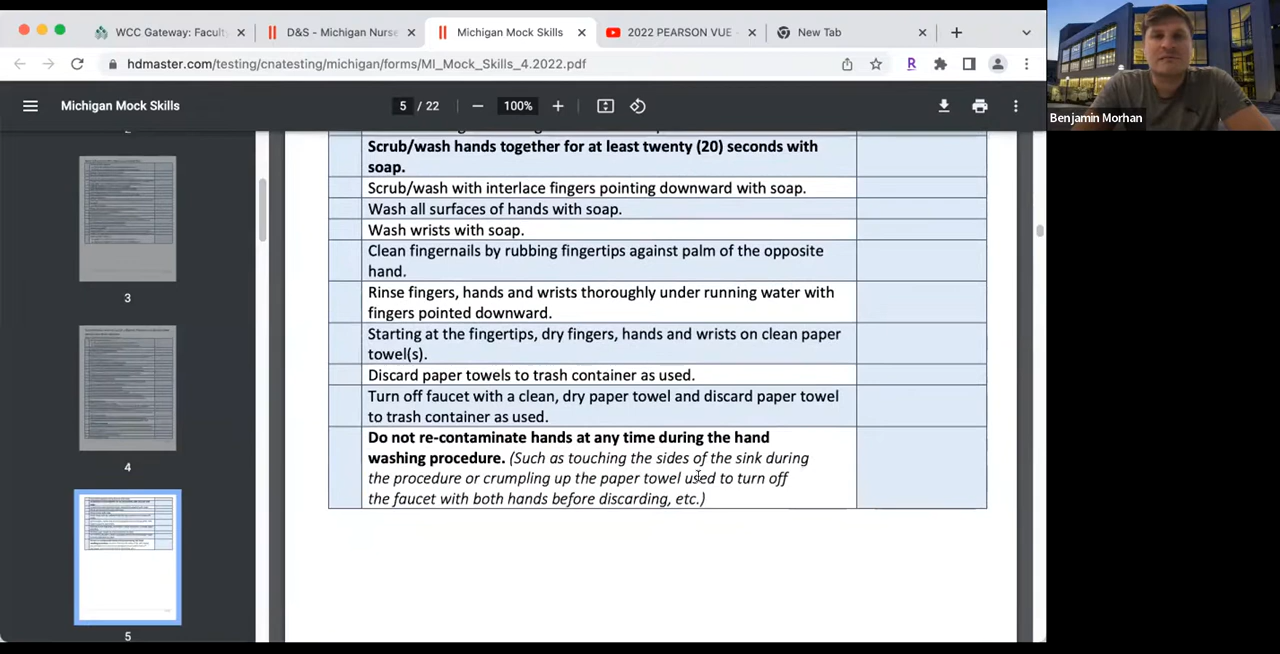 WCC Gateway: Facult
D&S - Michigan Nurse
Michigan Mock Skills
2022 PEARSON VUE -
New Tab
hdmaster.com/testing/cnatesting/michigan/forms/MI_Mock_Skills_4.2022.pdf
Michigan Mock Skills
5 / 22
100%
Benjamin Morhan
3
4
5
Scrub/wash hands together for at least twenty (20) seconds with
soap.
Scrub/wash with interlace fingers pointing downward with soap.
Wash all surfaces of hands with soap.
Wash wrists with soap.
Clean fingernails by rubbing fingertips against palm of the opposite
hand.
Rinse fingers, hands and wrists thoroughly under running water with
fingers pointed downward.
Starting at the fingertips, dry fingers, hands and wrists on clean paper
towel(s).
Discard paper towels to trash container as used.
Turn off faucet with a clean, dry paper towel and discard paper towel
to trash container as used.
Do not re-contaminate hands at any time during the hand
washing procedure. (Such as touching the sides of the sink during
the procedure or crumpling up the paper towel used to turn off
the faucet with both hands before discarding, etc.)